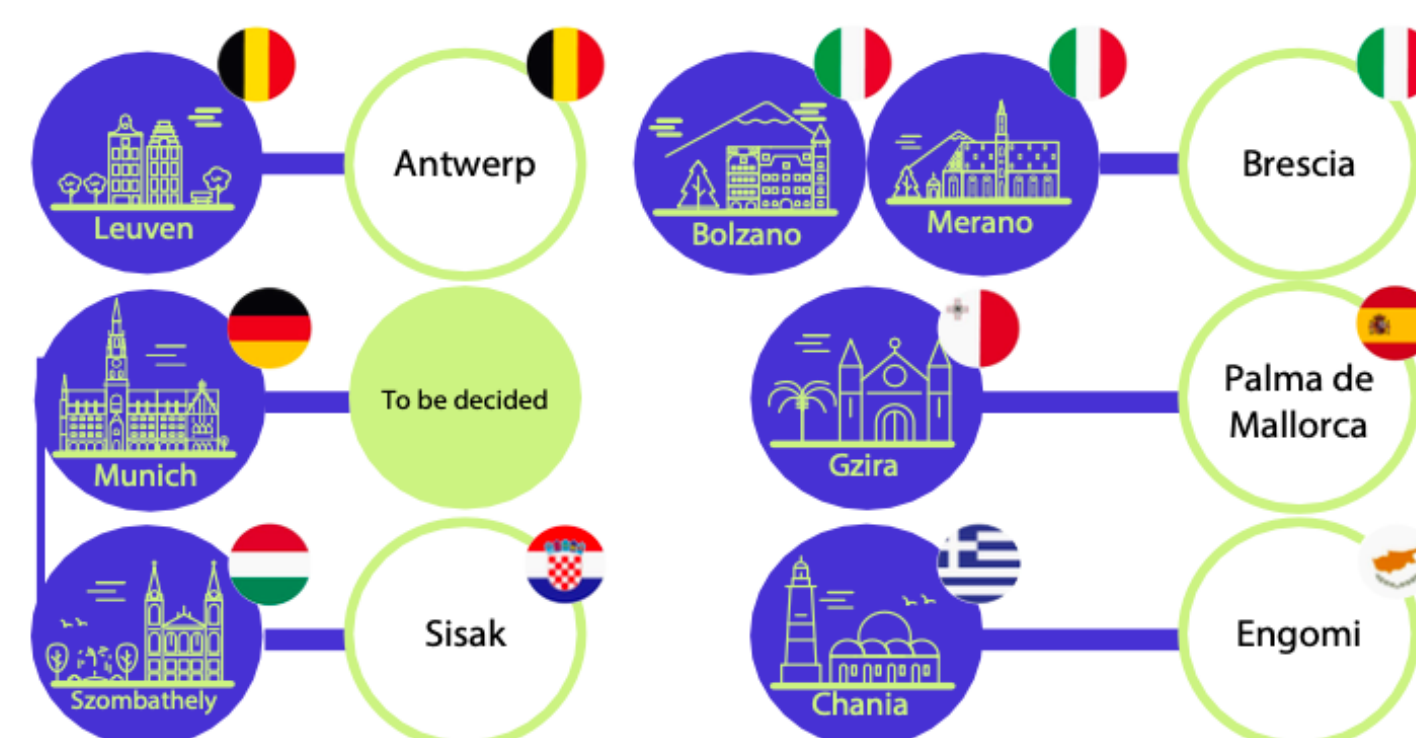 Leuven
Antwerp
Bolzano
Merano
Brescia
Munich
To be decided
Gzira
Palma de
Mallorca
Szombathely
Sisak
Chania
Engomi